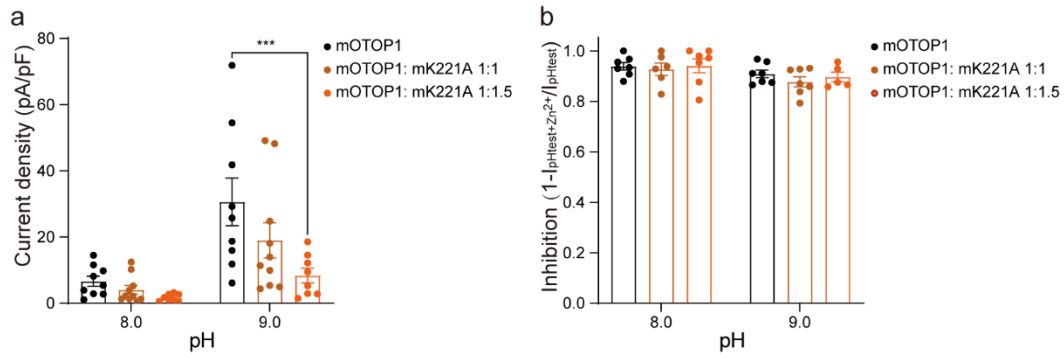 a
Current density (pA/pF)
80
60
40
20
0
8.0
9.0
pH
***
mOTOP1
mOTOP1: mK221A 1:1
mOTOP1: mK221A 1:1.5
b
Inhibition (1-IpHtest+Zn²⁺/IpHtest)
1.0
0.8
0.6
0.4
0.2
0.0
8.0
9.0
pH
mOTOP1
mOTOP1: mK221A 1:1
mOTOP1: mK221A 1:1.5